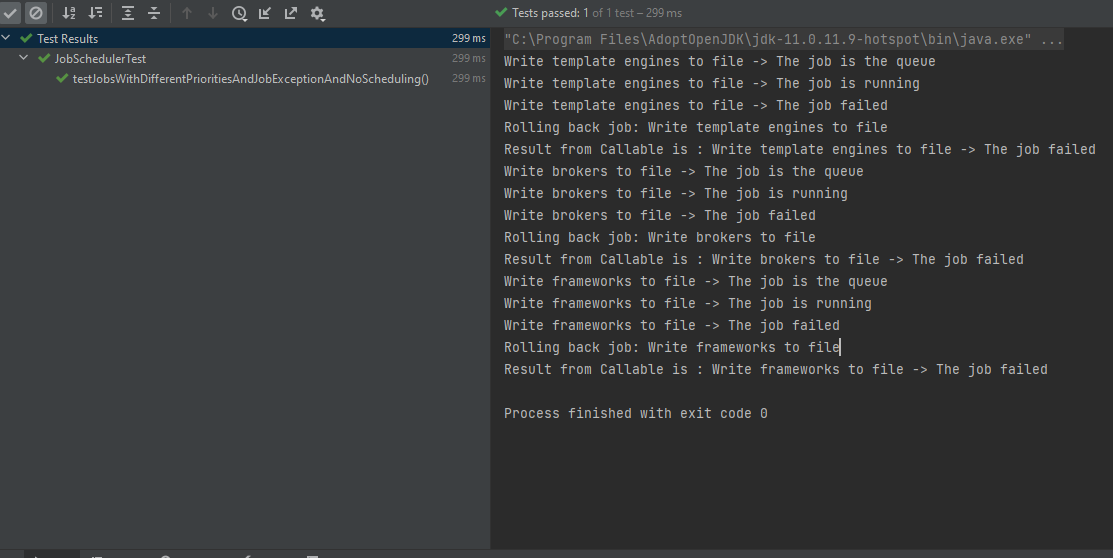 Tests passed: 1 of 1 test – 299 ms
Test Results 299 ms
JobSchedulerTest 299 ms
testJobsWithDifferentPrioritiesAndJobExceptionAndNoScheduling() 299 ms
"C:\Program Files\AdoptOpenJDK\jdk-11.0.11.9-hotspot\bin\java.exe" ...
Write template engines to file -> The job is the queue
Write template engines to file -> The job is running
Write template engines to file -> The job failed
Rolling back job: Write template engines to file
Result from Callable is : Write template engines to file -> The job failed
Write brokers to file -> The job is the queue
Write brokers to file -> The job is running
Write brokers to file -> The job failed
Rolling back job: Write brokers to file
Result from Callable is : Write brokers to file -> The job failed
Write frameworks to file -> The job is the queue
Write frameworks to file -> The job is running
Write frameworks to file -> The job failed
Rolling back job: Write frameworks to file
Result from Callable is : Write frameworks to file -> The job failed
Process finished with exit code 0